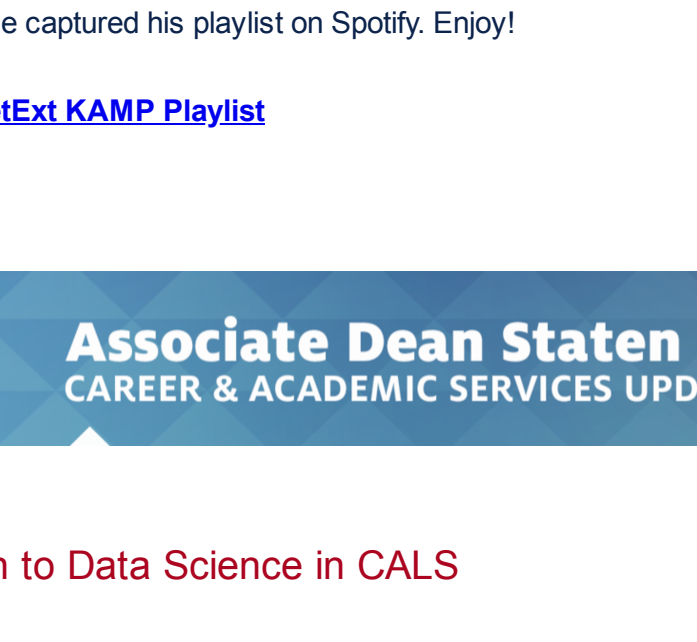 e captured his playlist on Spotify. Enjoy!
tExt KAMP Playlist
Associate Dean Staten
CAREER & ACADEMIC SERVICES UPD
to Data Science in CALS